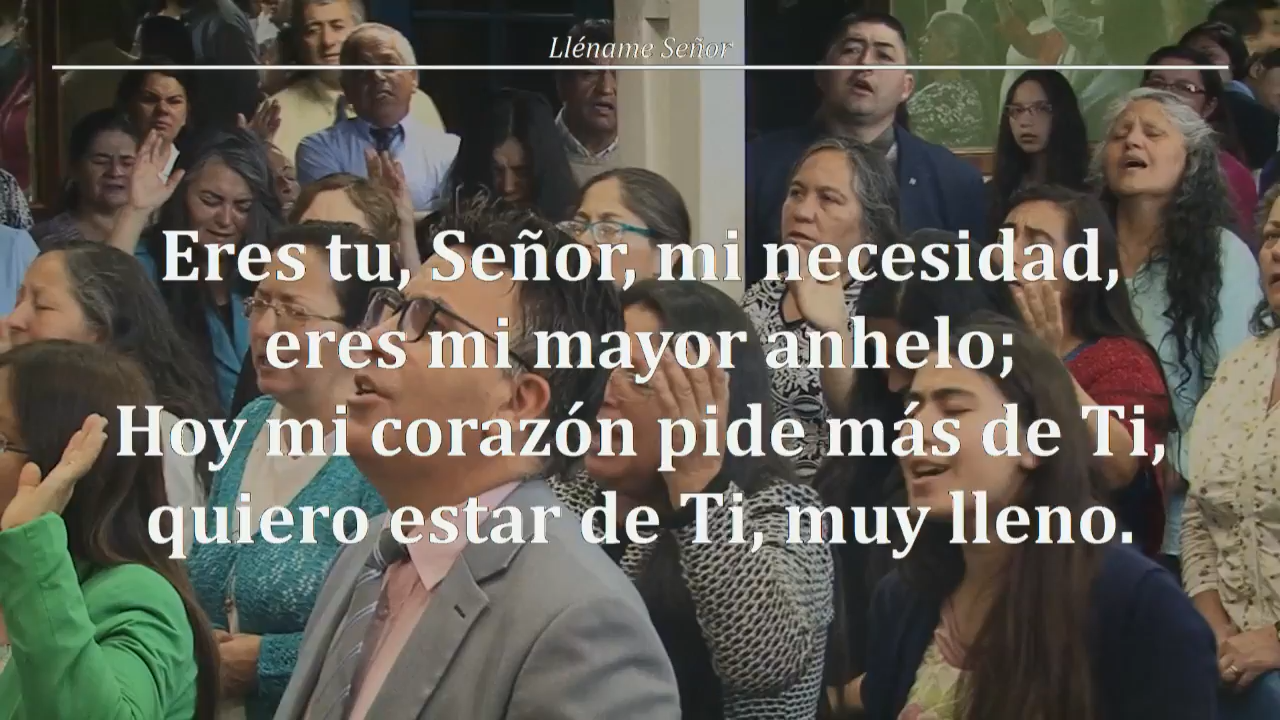 Lléname Señor
Eres tu, Señor, mi necesidad,
eres mi mayor anhelo;
Hoy mi corazón pide más de Ti,
quiero estar de Ti, muy lleno.